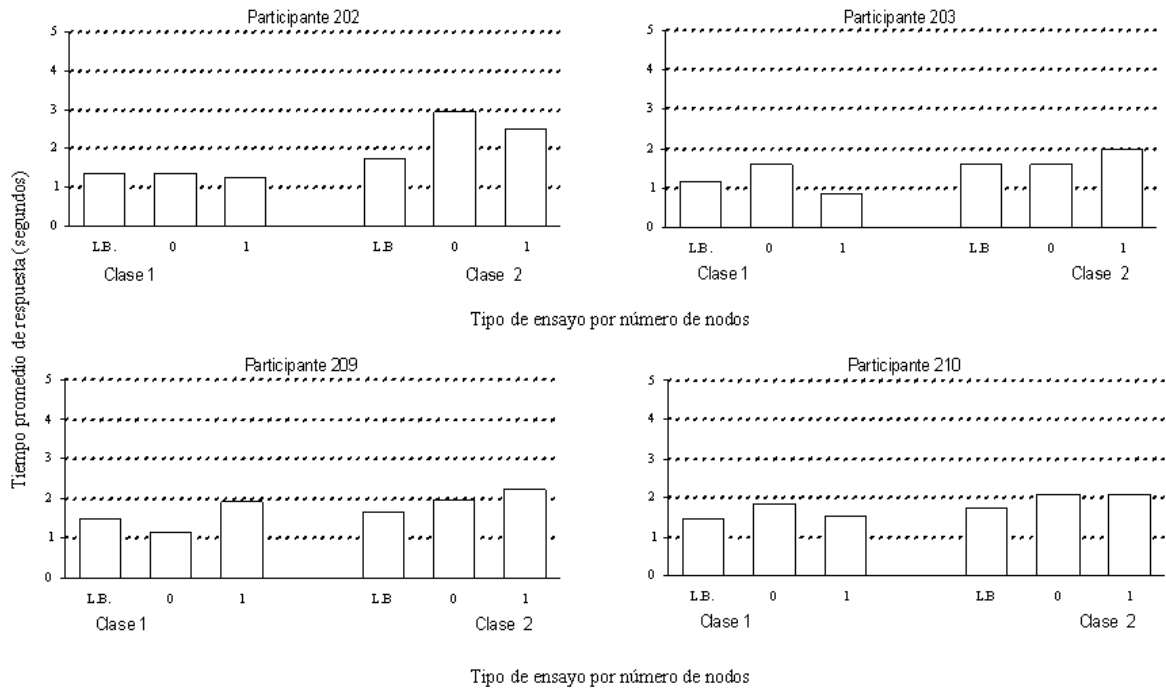 Participante 202
Participante 203
5
4
3
2
1
0
L.B. 0 1 LB 0 1
Clase 1 Clase 2
5
4
3
2
1
0
L.B. 0 1 LB 0 1
Clase 1 Clase 2
Tipo de ensayo por número de nodos
Tiempo promedio de respuesta (segundos)
Participante 209
Participante 210
5
4
3
2
1
0
L.B. 0 1 LB 0 1
Clase 1 Clase 2
5
4
3
2
1
0
L.B. 0 1 LB 0 1
Clase 1 Clase 2
Tipo de ensayo por número de nodos